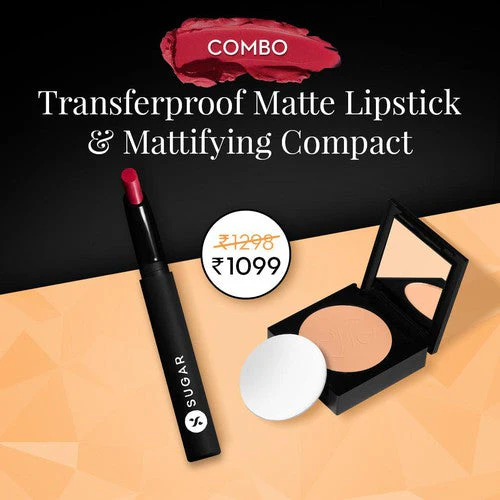 COMBO
Transferproof Matte Lipstick
& Mattifying Compact
₹1298
₹1099
SUGAR